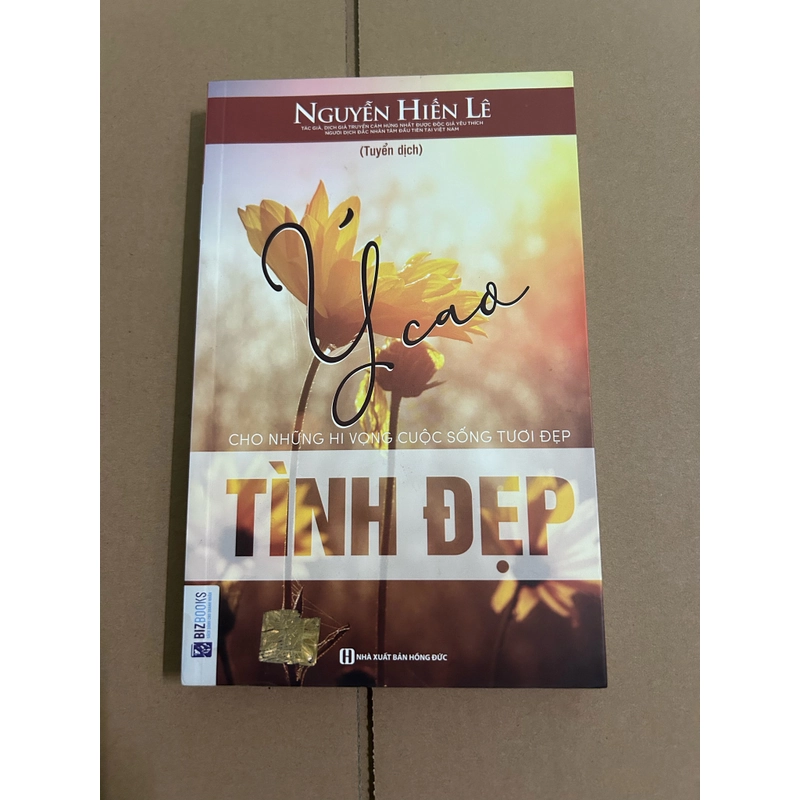 NGUYỄN HIẾN LÊ
TÁC GIẢ, DỊCH GIẢ TRUYỀN CẢM HỨNG NHẤT ĐƯỢC ĐỘC GIẢ YÊU THÍCH
NGƯỜI DỊCH ĐẮC NHÂN TÂM ĐẦU TIÊN TẠI VIỆT NAM
(Tuyển dịch)
Ý cao
CHO NHỮNG HI VỌNG CUỘC SỐNG TƯƠI ĐẸP
TÌNH ĐẸP
BIZBOOKS
NHÀ XUẤT BẢN HỒNG ĐỨC